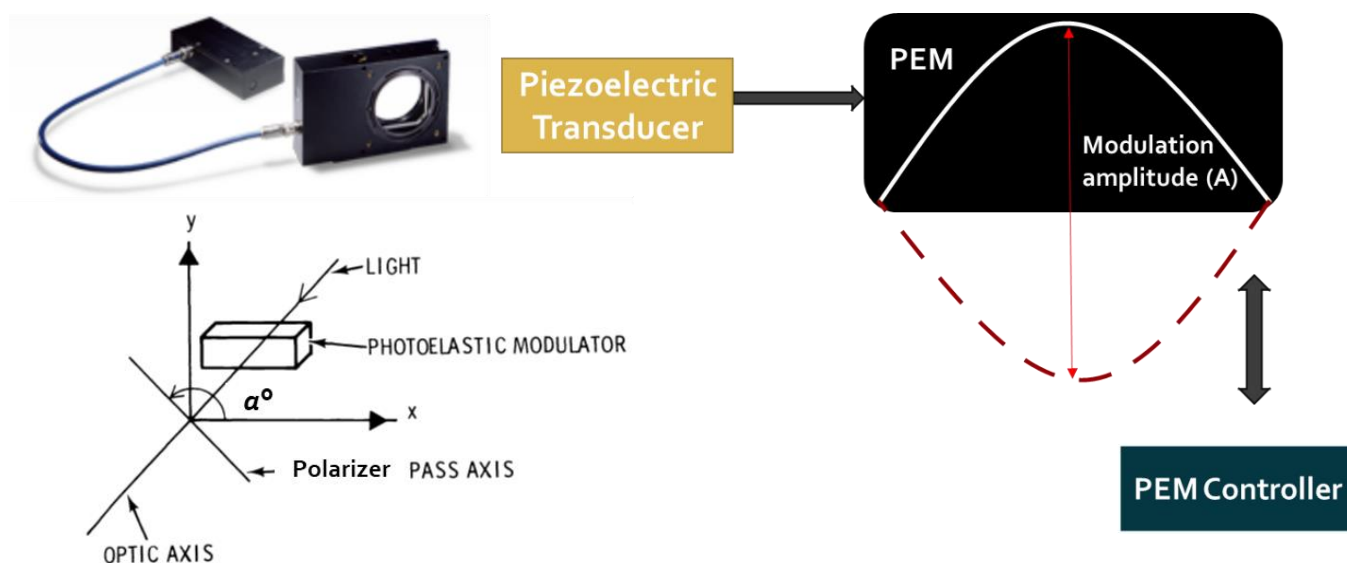 Piezoelectric
Transducer
PEM
Modulation
amplitude (A)
y
LIGHT
PHOTOELASTIC MODULATOR
α°
x
Polarizer PASS AXIS
OPTIC AXIS
PEM Controller